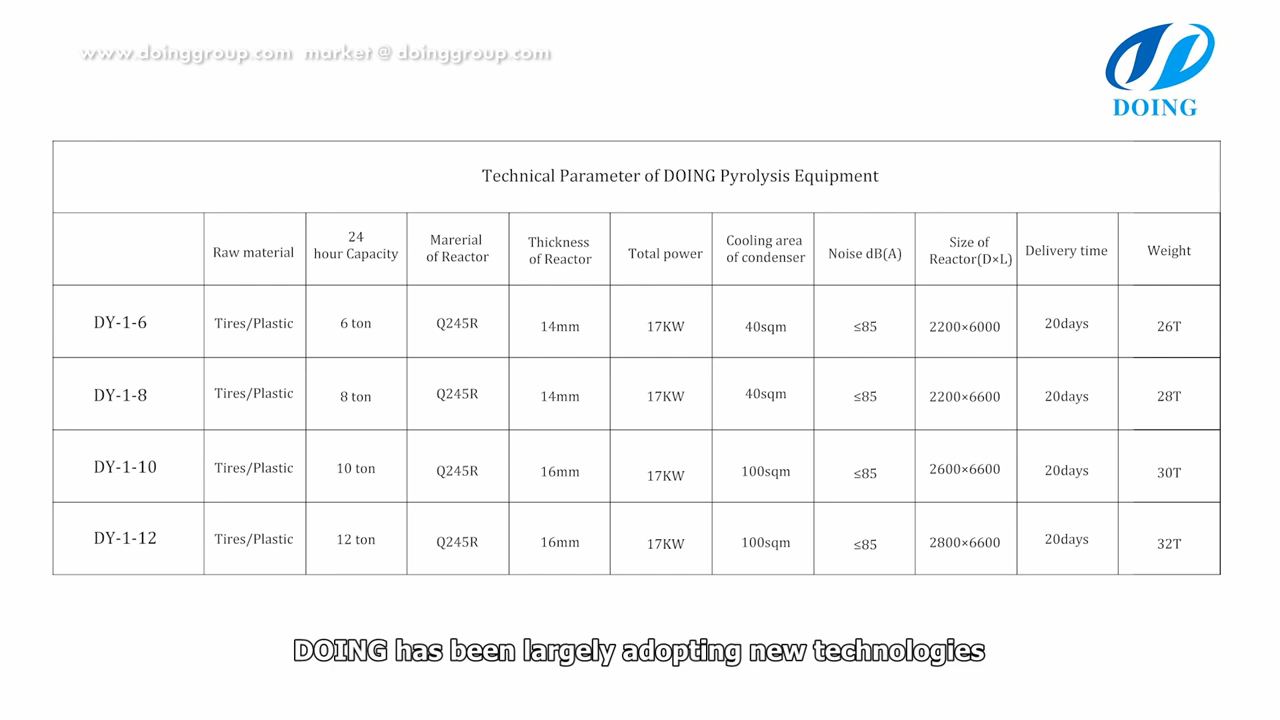 www.doinggroup.com market @ doinggroup.com
DOING
Technical Parameter of DOING Pyrolysis Equipment
Raw material
24
hour Capacity
Marerial
of Reactor
Thickness
of Reactor
Total power
Cooling area
of condenser
Noise dB(A)
Size of
Reactor(D×L)
Delivery time
Weight
DY-1-6 Tires/Plastic 6 ton Q245R 14mm 17KW 40sqm ≤85 2200×6000 20days 26T
DY-1-8 Tires/Plastic 8 ton Q245R 14mm 17KW 40sqm ≤85 2200×6600 20days 28T
DY-1-10 Tires/Plastic 10 ton Q245R 16mm 17KW 100sqm ≤85 2600×6600 20days 30T
DY-1-12 Tires/Plastic 12 ton Q245R 16mm 17KW 100sqm ≤85 2800×6600 20days 32T
DOING has been largely adopting new technologies